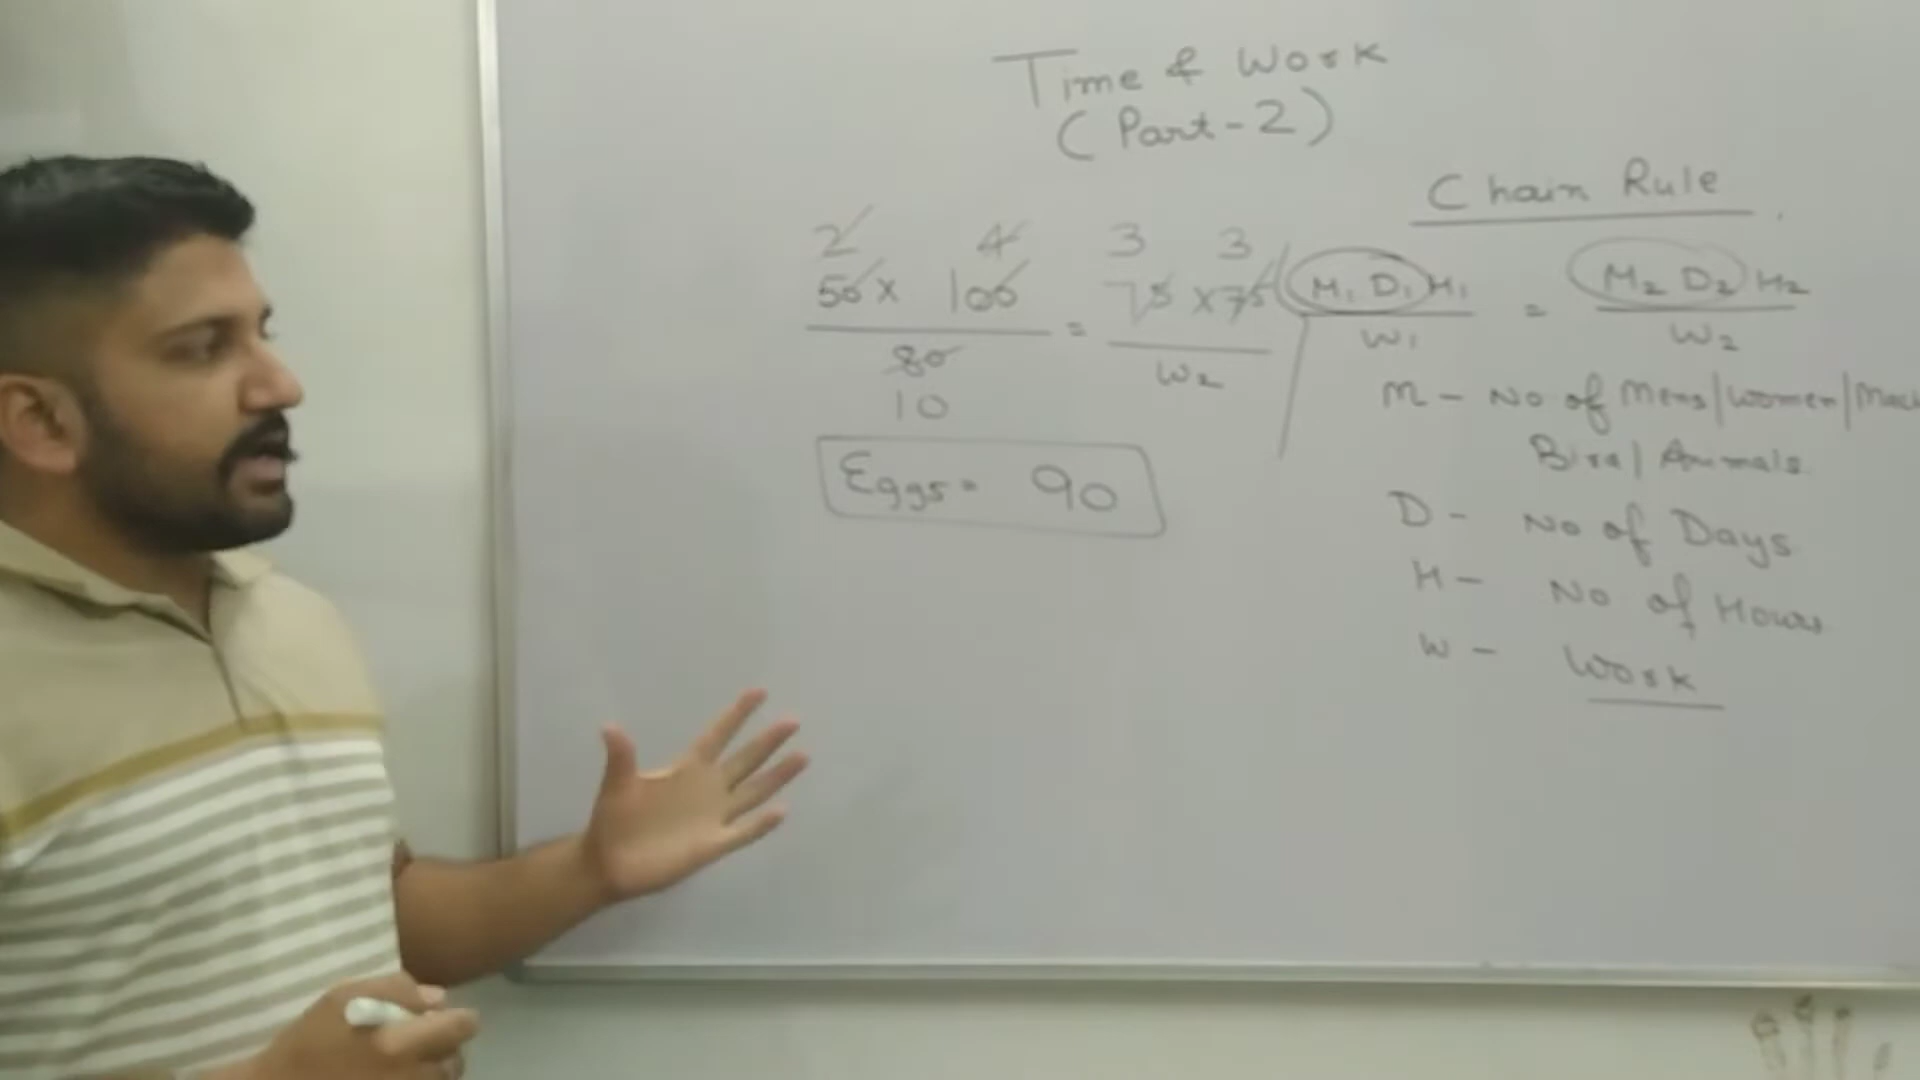 Time & Work
(Part-2)
Chain Rule
2 4 3 3
50 x 100 = 75 x 75
80 W2
10
Eggs = 90
M1 D1 H1 = M2 D2 H2
W1 W2
M - No of Mens/Women/Mach
Bird/Animals
D - No of Days
H - No of Hours
W - Work